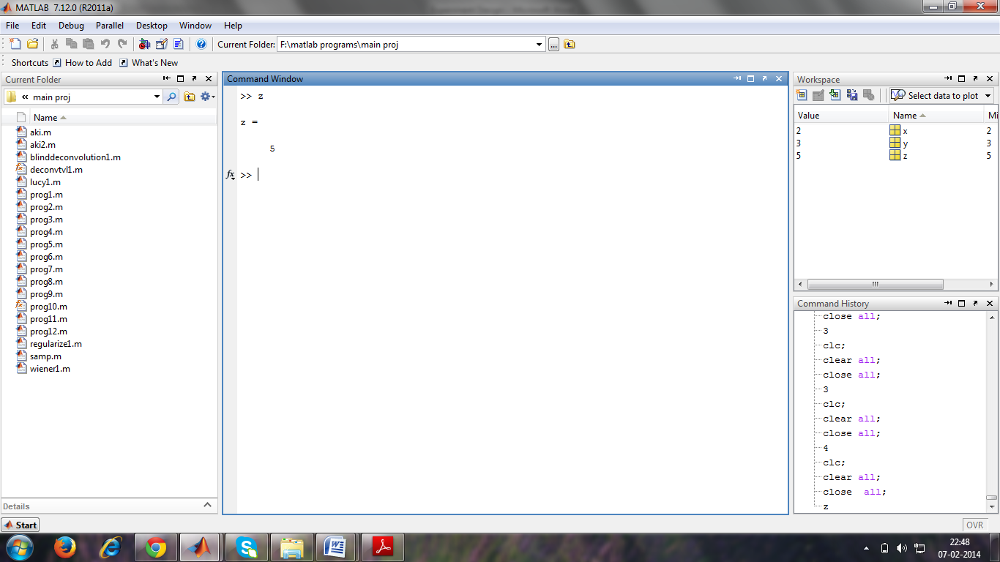 MATLAB 7.12.0 (R2011a)
File Edit Debug Parallel Desktop Window Help
Current Folder: F:\matlab programs\main proj ...
Shortcuts How to Add What's New
Current Folder
« main proj
Name
aki.m
aki2.m
blinddeconvolution1.m
deconvtvl1.m
lucy1.m
prog1.m
prog2.m
prog3.m
prog4.m
prog5.m
prog6.m
prog7.m
prog8.m
prog9.m
prog10.m
prog11.m
prog12.m
regularize1.m
samp.m
wiener1.m
Details
Command Window
>> z
z =
5
fx >>
Workspace
Select data to plot
Value Name Mi
2 x 2
3 y 3
5 z 5
Command History
close all;
3
clc;
clear all;
close all;
3
clc;
clear all;
close all;
4
clc;
clear all;
close  all;
z
Start
OVR
22:48
07-02-2014